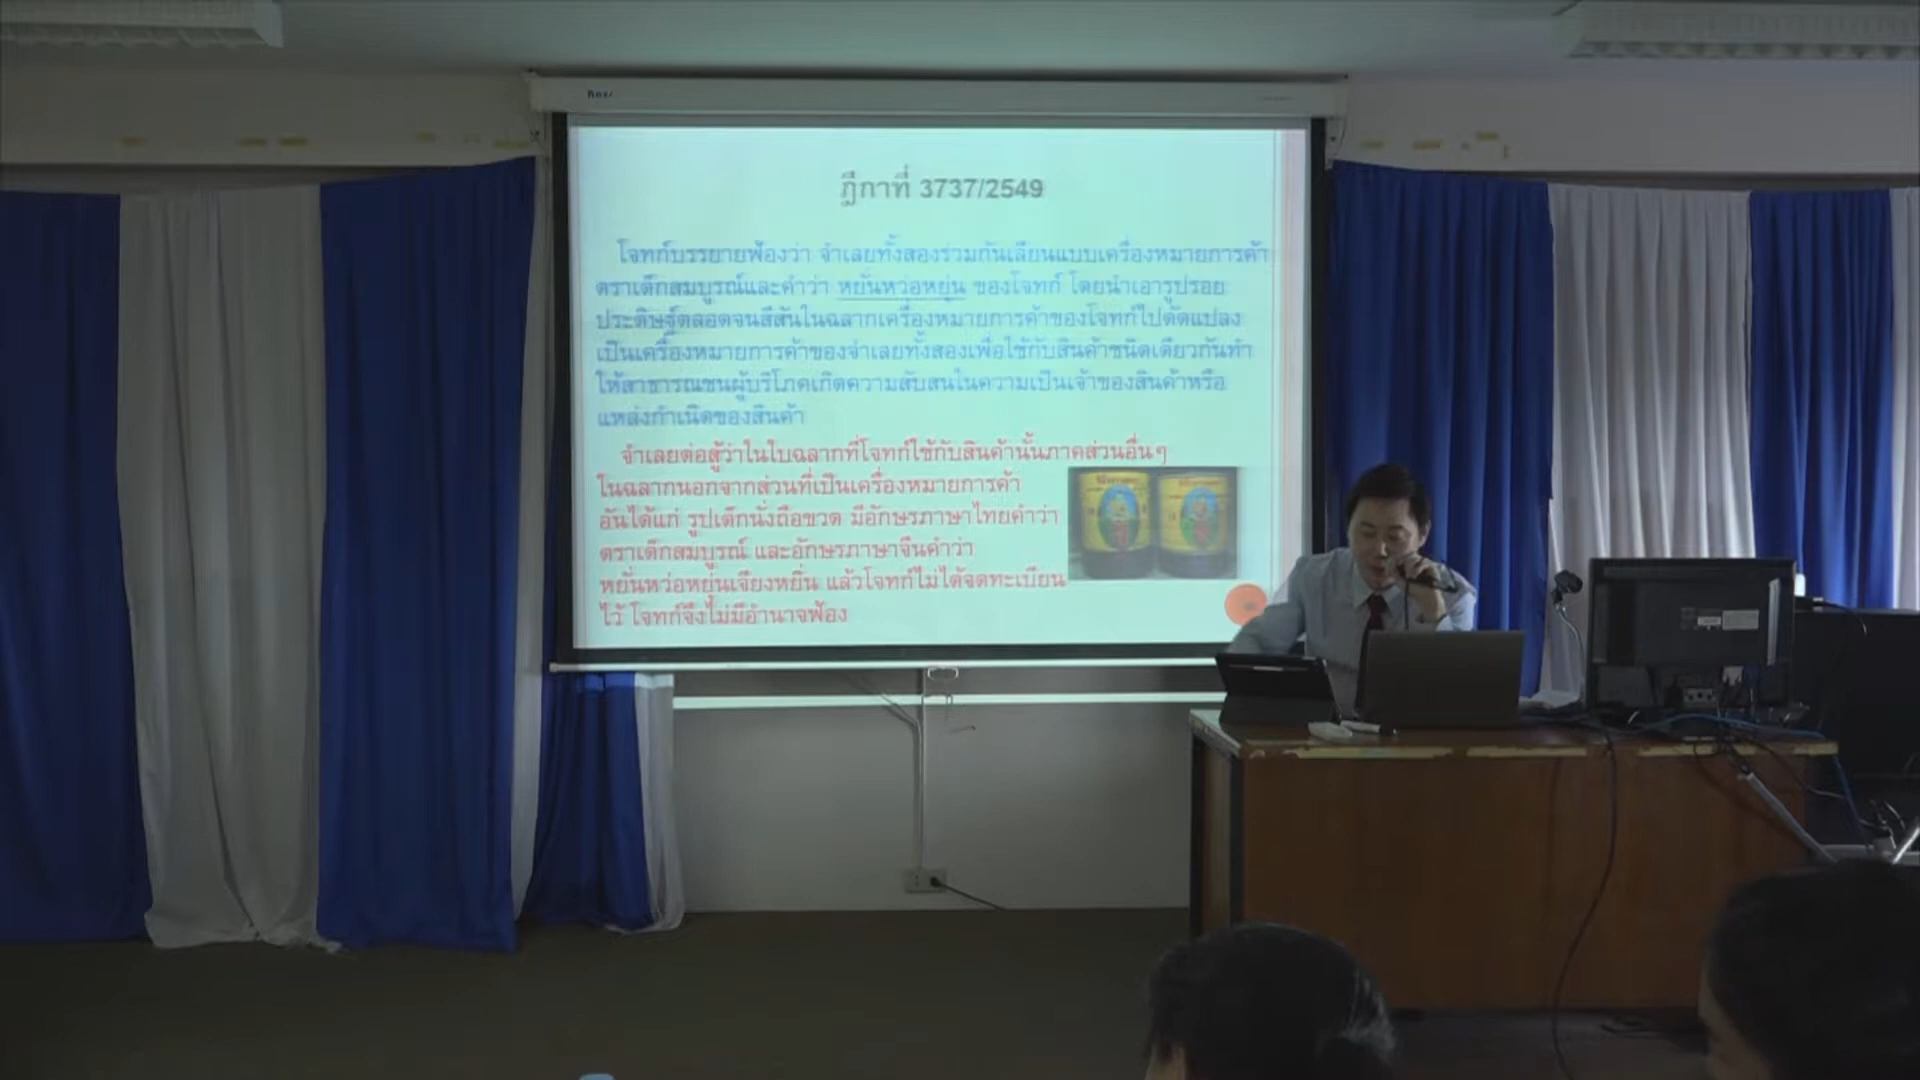 ฎีกาที่ 3737/2549
โจทก์บรรยายฟ้องว่า จำเลยทั้งสองร่วมกันเลียนแบบเครื่องหมายการค้า
ตราเด็กสมบูรณ์และคำว่า หยั่นหว่อหยุ่น ของโจทก์ โดยนำเอารูปรอย
ประดิษฐ์ตลอดจนสีสันในฉลากเครื่องหมายการค้าของโจทก์ไปดัดแปลง
เป็นเครื่องหมายการค้าของจำเลยทั้งสองเพื่อใช้กับสินค้าชนิดเดียวกันทำ
ให้สาธารณชนผู้บริโภคเกิดความสับสนในความเป็นเจ้าของสินค้าหรือ
แหล่งกำเนิดของสินค้า
จำเลยต่อสู้ว่าในใบฉลากที่โจทก์ใช้กับสินค้านั้นภาคส่วนอื่นๆ
ในฉลากนอกจากส่วนที่เป็นเครื่องหมายการค้า
อันได้แก่ รูปเด็กนั่งถือขวด มีอักษรภาษาไทยคำว่า
ตราเด็กสมบูรณ์ และอักษรภาษาจีนคำว่า
หยั่นหว่อหยุ่นเจียงหยิ่น แล้วโจทก์ไม่ได้จดทะเบียน
ไว้ โจทก์จึงไม่มีอำนาจฟ้อง